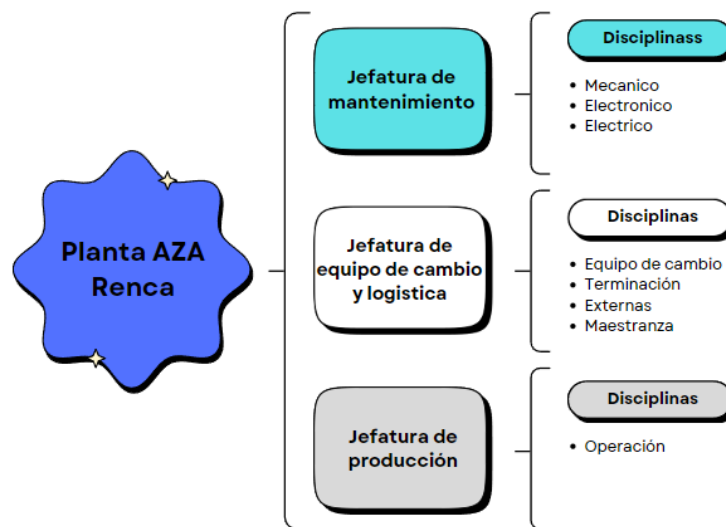 Planta AZA
Renca
Jefatura de
mantenimiento
Disciplinass
• Mecanico
• Electronico
• Electrico
Jefatura de
equipo de cambio
y logistica
Disciplinas
• Equipo de cambio
• Terminación
• Externas
• Maestranza
Jefatura de
producción
Disciplinas
• Operación